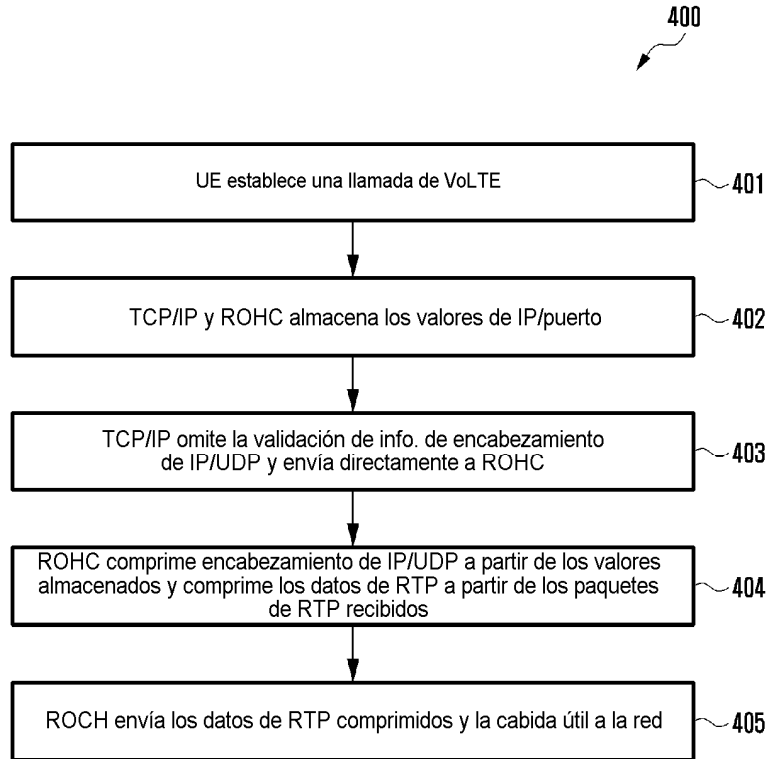 400
UE establece una llamada de VoLTE
401
TCP/IP y ROHC almacena los valores de IP/puerto
402
TCP/IP omite la validación de info. de encabezamiento
de IP/UDP y envía directamente a ROHC
403
ROHC comprime encabezamiento de IP/UDP a partir de los valores
almacenados y comprime los datos de RTP a partir de los paquetes
de RTP recibidos
404
ROCH envía los datos de RTP comprimidos y la cabida útil a la red
405